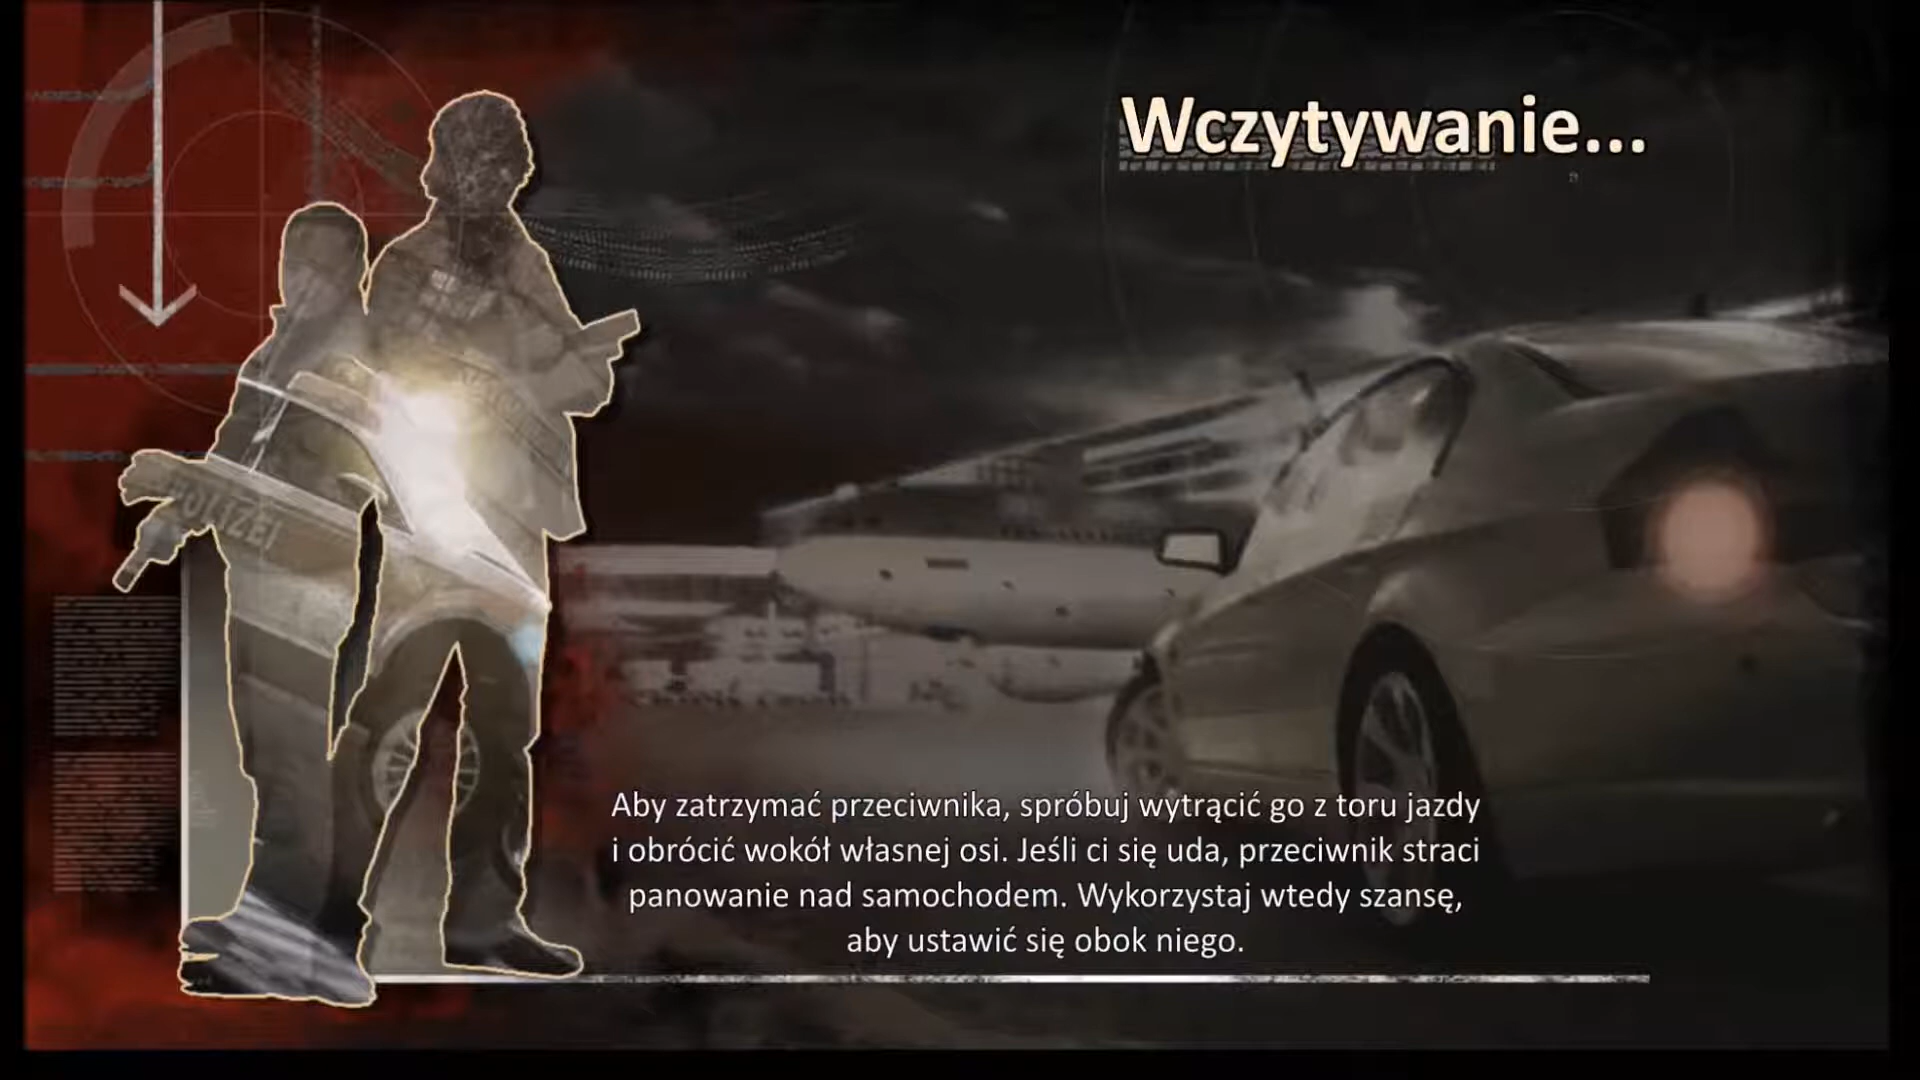 Wczytywanie...
POLIZEI
Aby zatrzymać przeciwnika, spróbuj wytrącić go z toru jazdy
i obrócić wokół własnej osi. Jeśli ci się uda, przeciwnik straci
panowanie nad samochodem. Wykorzystaj wtedy szansę,
aby ustawić się obok niego.